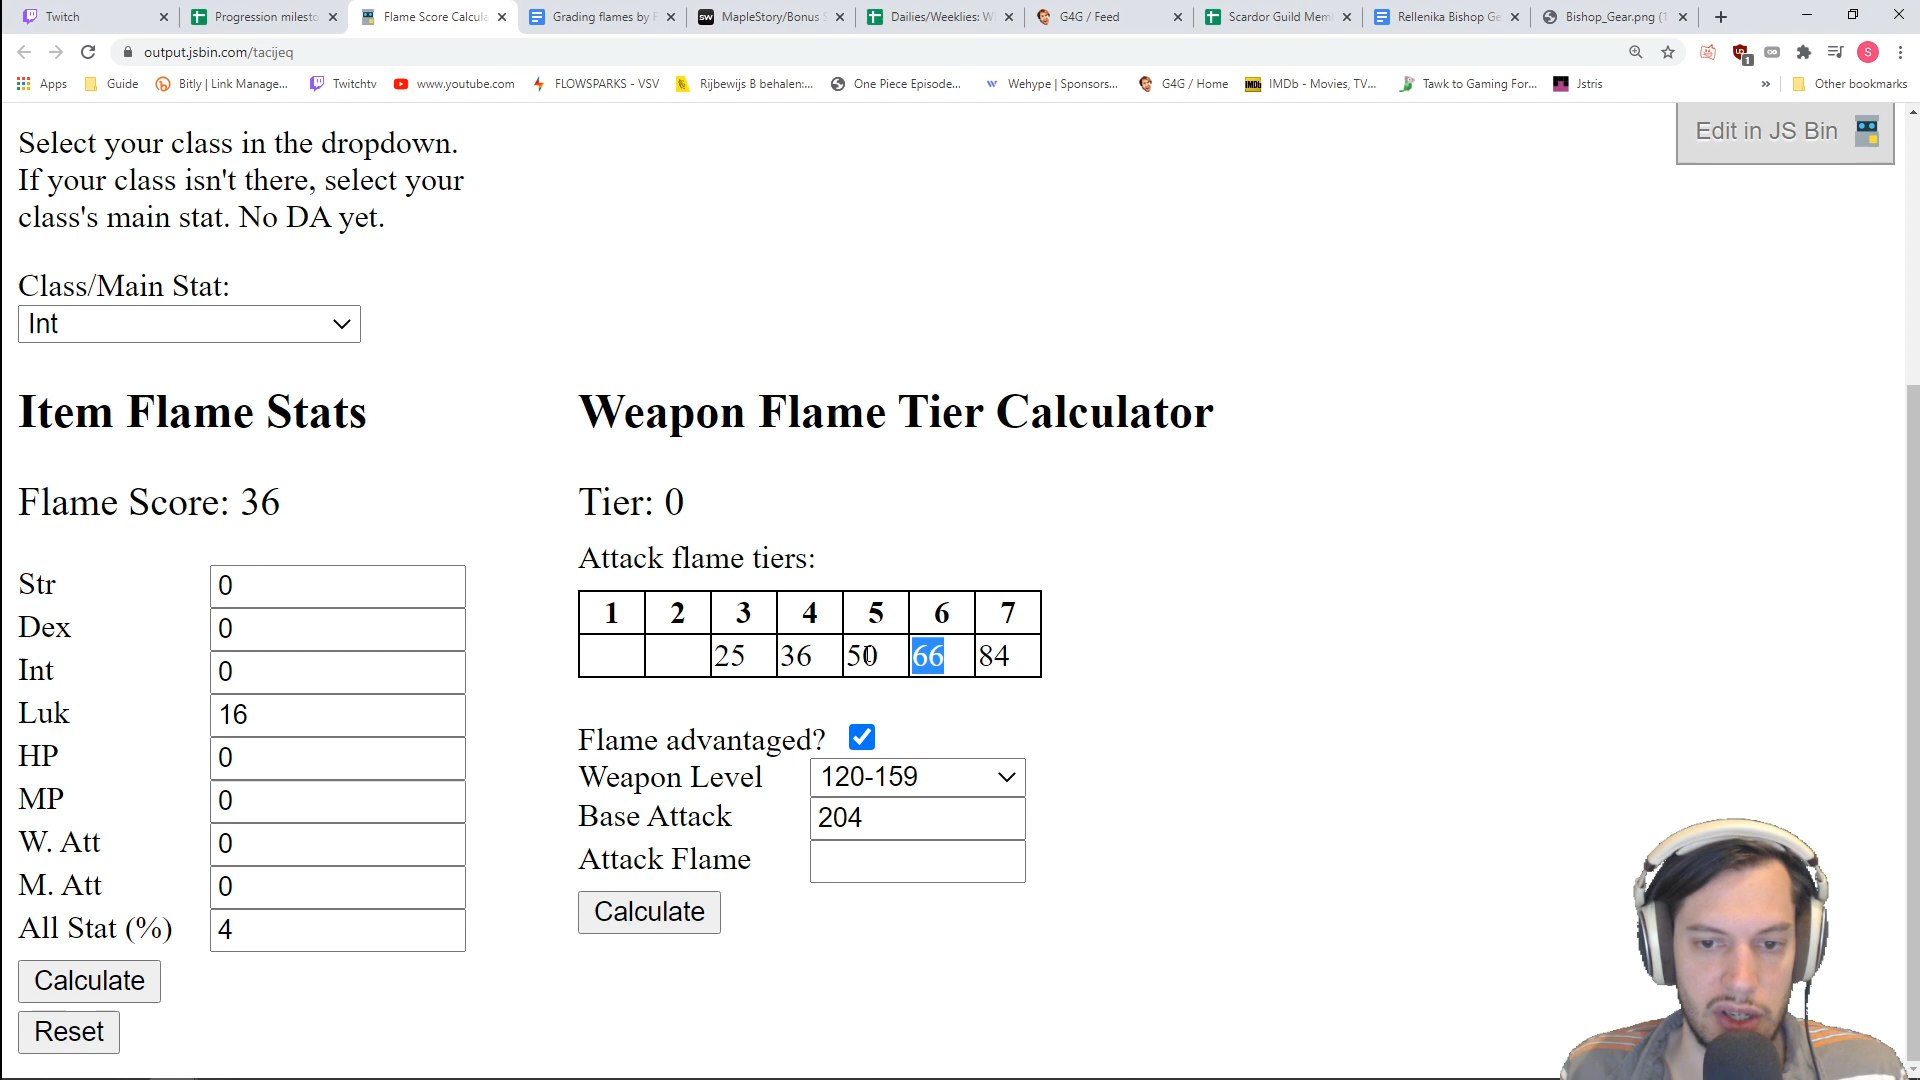 Twitch
Progression milesto
Flame Score Calcula
Grading flames by F
MapleStory/Bonus S
Dailies/Weeklies: W
G4G / Feed
Scardor Guild Mem
Rellenika Bishop Ge
Bishop_Gear.png (1
output.jsbin.com/tacijeq
1
S
Apps
Guide
Bitly | Link Manage...
Twitchtv
www.youtube.com
FLOWSPARKS - VSV
Rijbewijs B behalen:...
One Piece Episode...
Wehype | Sponsors...
G4G / Home
IMDb - Movies, TV...
Tawk to Gaming For...
Jstris
»
Other bookmarks
Edit in JS Bin
Select your class in the dropdown.
If your class isn't there, select your
class's main stat. No DA yet.
Class/Main Stat:
Int
Item Flame Stats
Flame Score: 36
Str 0
Dex 0
Int 0
Luk 16
HP 0
MP 0
W. Att 0
M. Att 0
All Stat (%) 4
Calculate
Reset
Weapon Flame Tier Calculator
Tier: 0
Attack flame tiers:
1 2 3 4 5 6 7
25 36 50 66 84
Flame advantaged?
Weapon Level 120-159
Base Attack 204
Attack Flame
Calculate